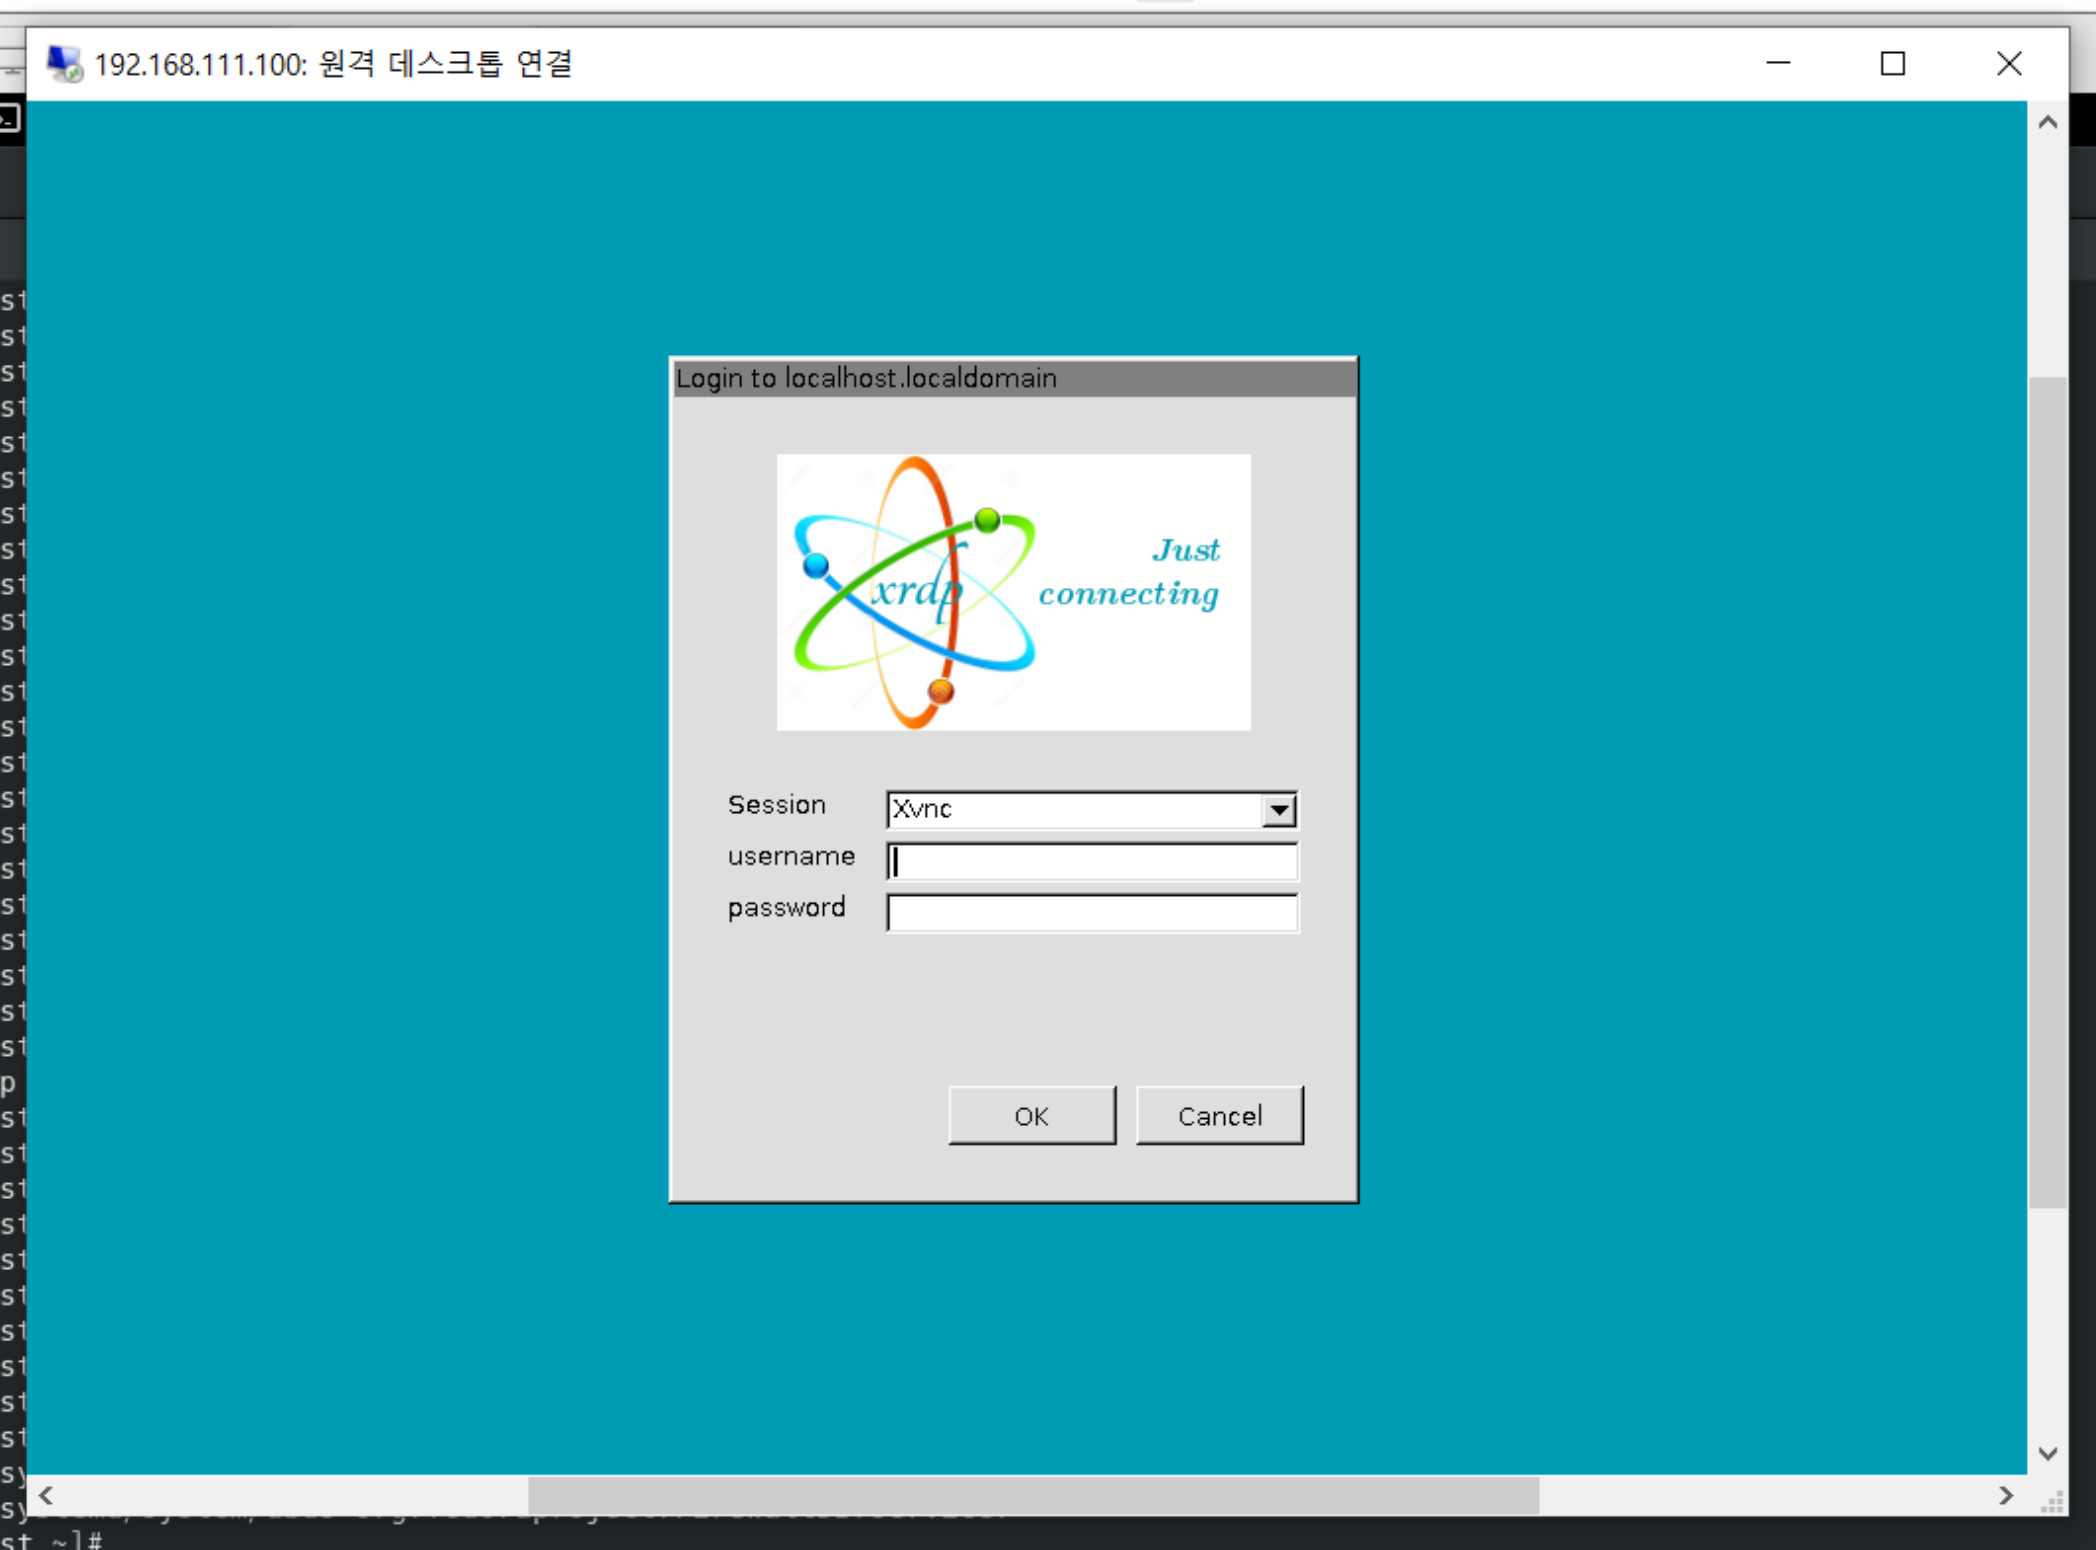 192.168.111.100: 원격 데스크톱 연결
Login to localhost.localdomain
xrdp
Just
connecting
Session
Xvnc
username
password
OK
Cancel
st ~]#